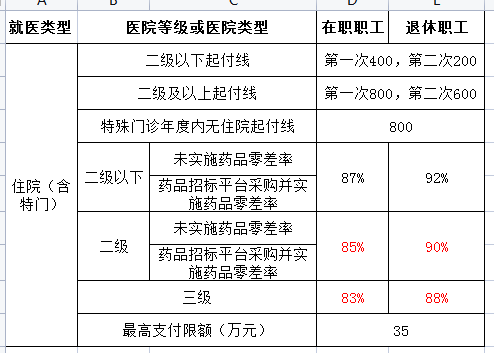 A B C D E
就医类型 医院等级或医院类型 在职职工 退休职工
二级以下起付线 第一次400，第二次200
二级及以上起付线 第一次800，第二次600
特殊门诊年度内无住院起付线 800
住院（含
特门）
二级以下 未实施药品零差率 87% 92%
药品招标平台采购并实
施药品零差率
二级 未实施药品零差率 85% 90%
药品招标平台采购并实
施药品零差率
三级 83% 88%
最高支付限额（万元） 35